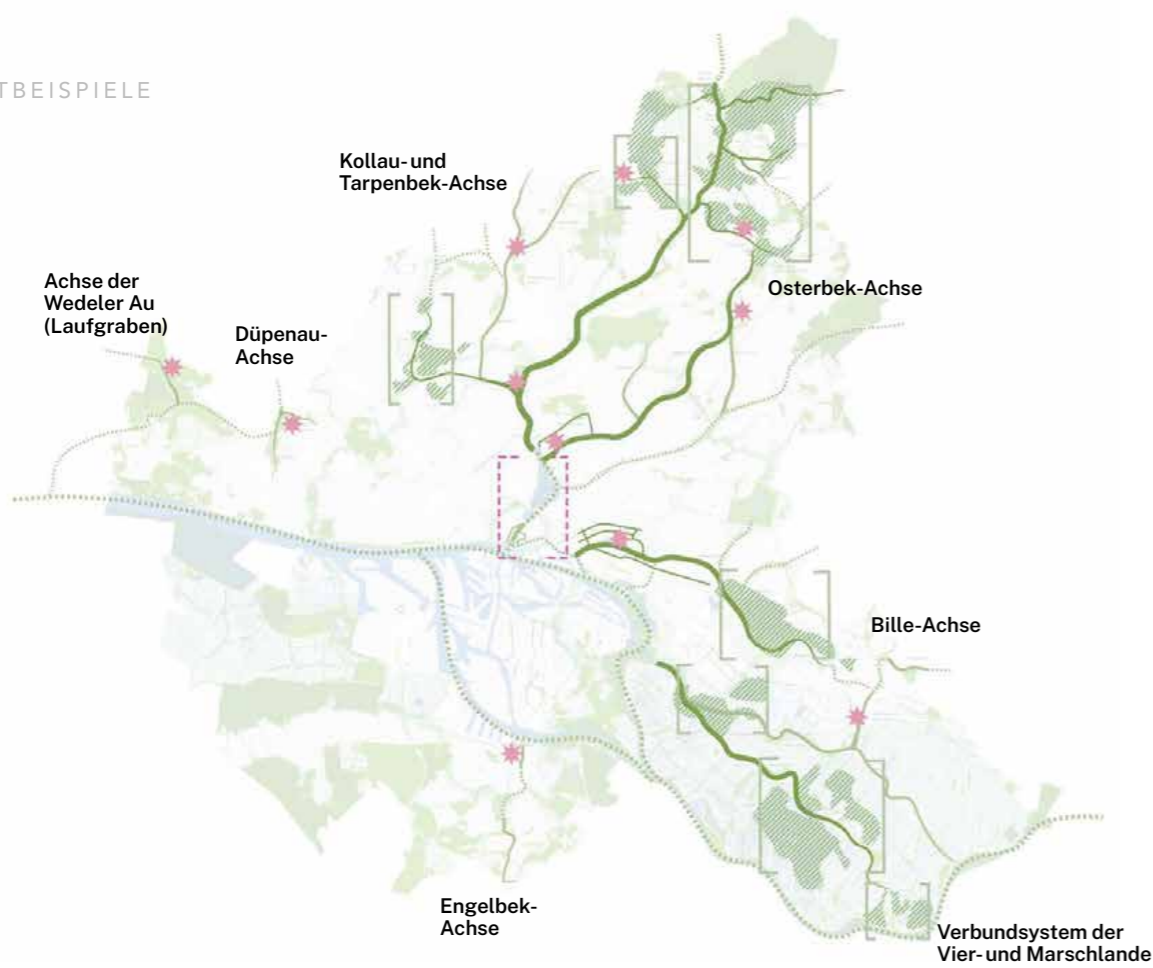 TBEISPIELE
Kollau- und
Tarpenbek-Achse
Achse der
Wedeler Au
(Laufgraben)
Düpenau-
Achse
Osterbek-Achse
Bille-Achse
Engelbek-
Achse
Verbundsystem der
Vier- und Marschlande